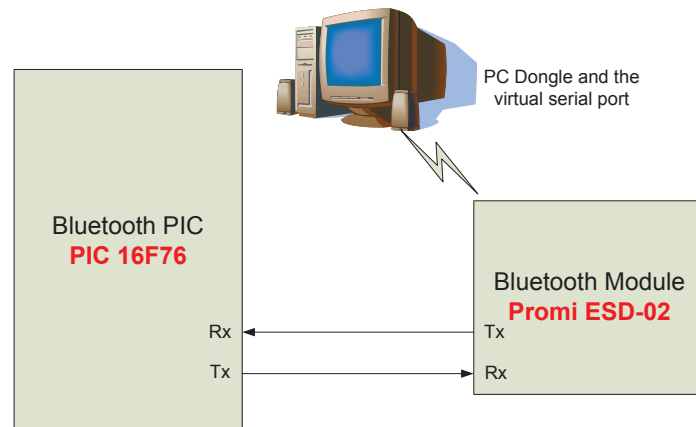 PC Dongle and the
virtual serial port
Bluetooth PIC
PIC 16F76
Bluetooth Module
Promi ESD-02
Rx
Tx
Tx
Rx